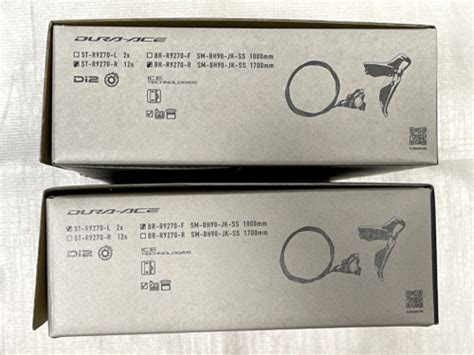 DURA-ACE
☐ ST-R9270-L 2x ☐ BR-R9270-F SM-BH90-JK-SS 1000mm
☑ ST-R9270-R 12s ☑ BR-R9270-R SM-BH90-JK-SS 1700mm
Di2 ICE TECHNOLOGIES
DURA-ACE
☑ ST-R9270-L 2x ☑ BR-R9270-F SM-BH90-JK-SS 1000mm
☐ ST-R9270-R 12s ☐ BR-R9270-R SM-BH90-JK-SS 1700mm
Di2 ICE TECHNOLOGIES